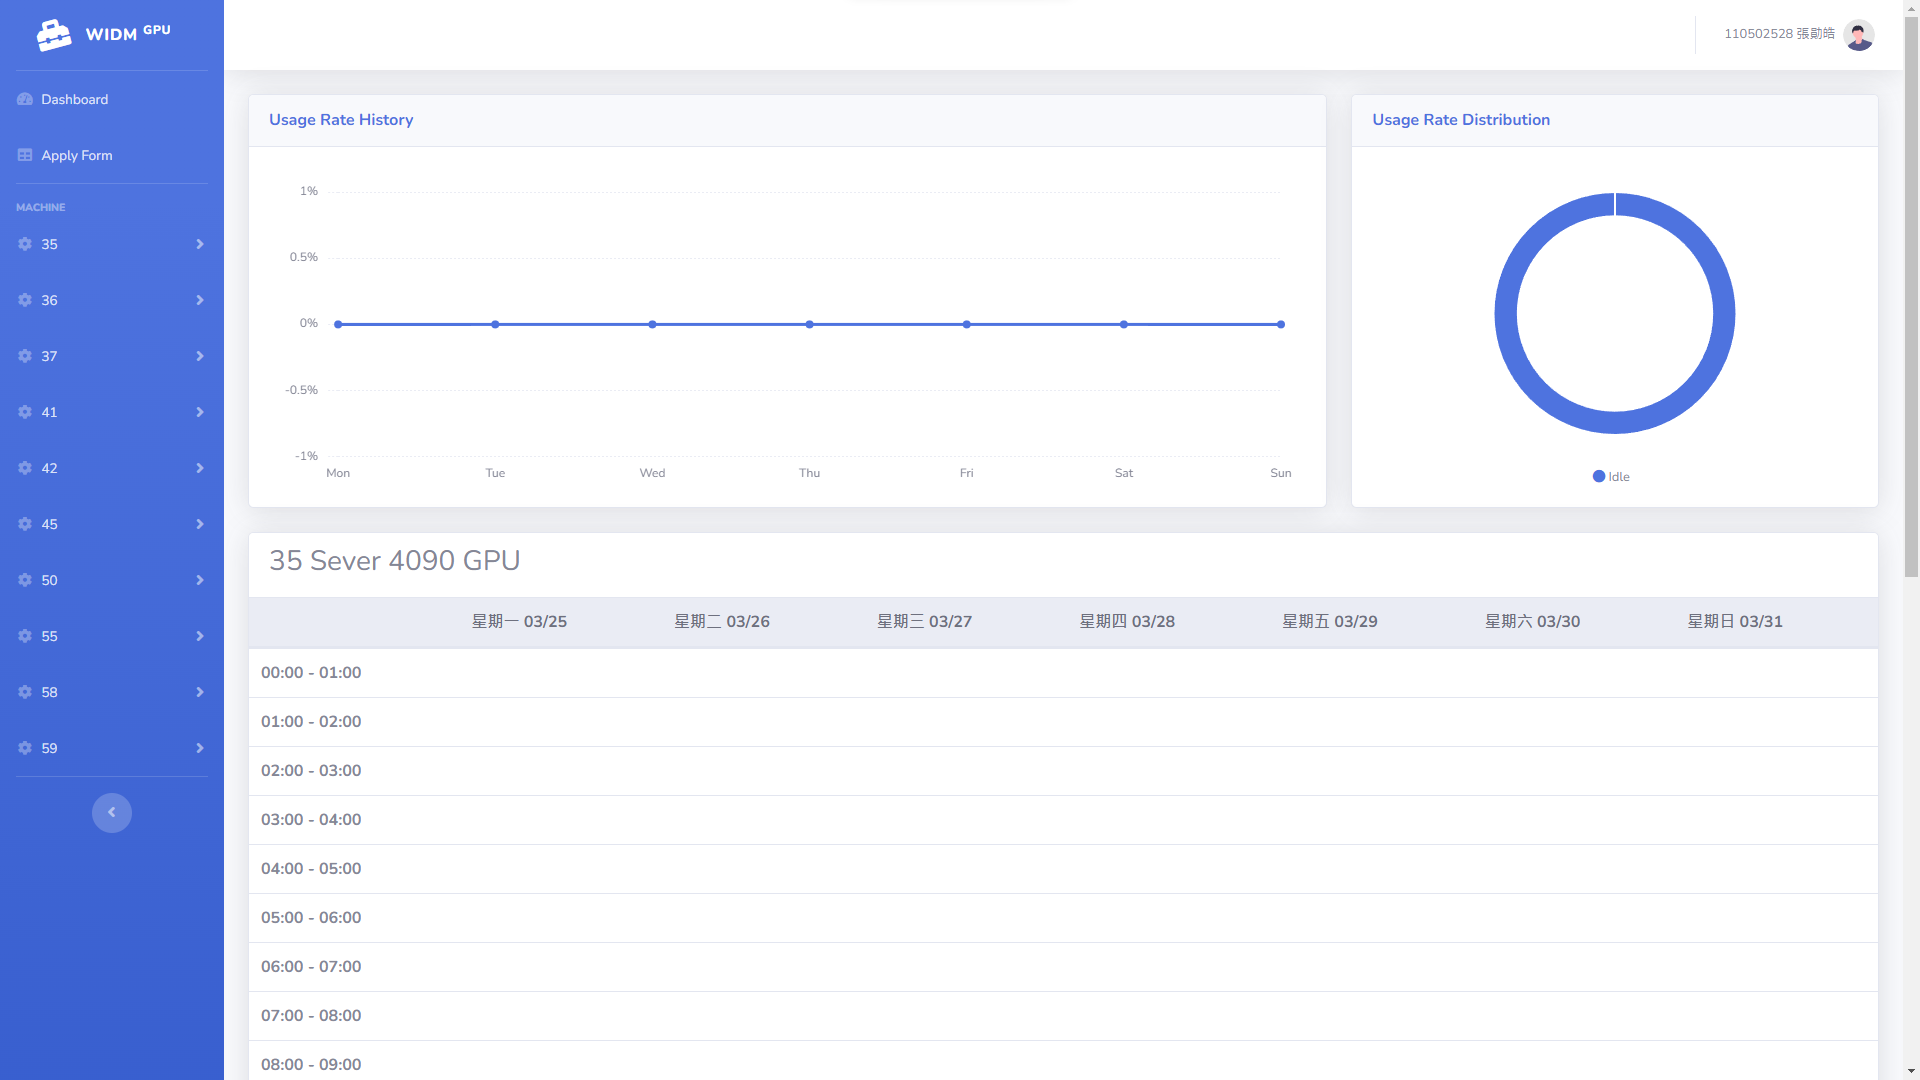 WIDM GPU
110502528 張勛皓
Dashboard
Apply Form
MACHINE
35
36
37
41
42
45
50
55
58
59
Usage Rate History
1%
0.5%
0%
-0.5%
-1%
Mon Tue Wed Thu Fri Sat Sun
Usage Rate Distribution
Idle
35 Sever 4090 GPU
星期一 03/25 星期二 03/26 星期三 03/27 星期四 03/28 星期五 03/29 星期六 03/30 星期日 03/31
00:00 - 01:00
01:00 - 02:00
02:00 - 03:00
03:00 - 04:00
04:00 - 05:00
05:00 - 06:00
06:00 - 07:00
07:00 - 08:00
08:00 - 09:00